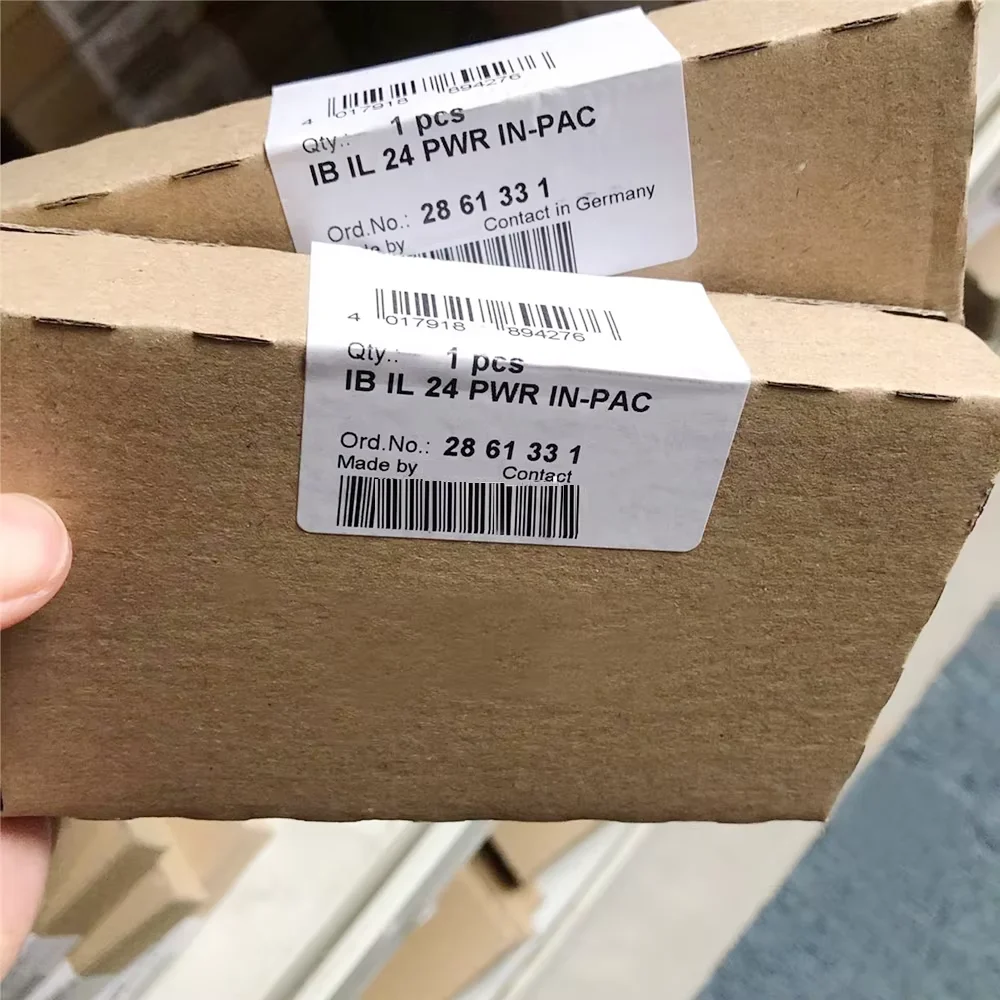 4 017918 894276
Qty.: 1 pcs
IB IL 24 PWR IN-PAC
Ord.No.: 28 61 33 1
Made by Contact in Germany
4 017918 894276
Qty.: 1 pcs
IB IL 24 PWR IN-PAC
Ord.No.: 28 61 33 1
Made by Contact